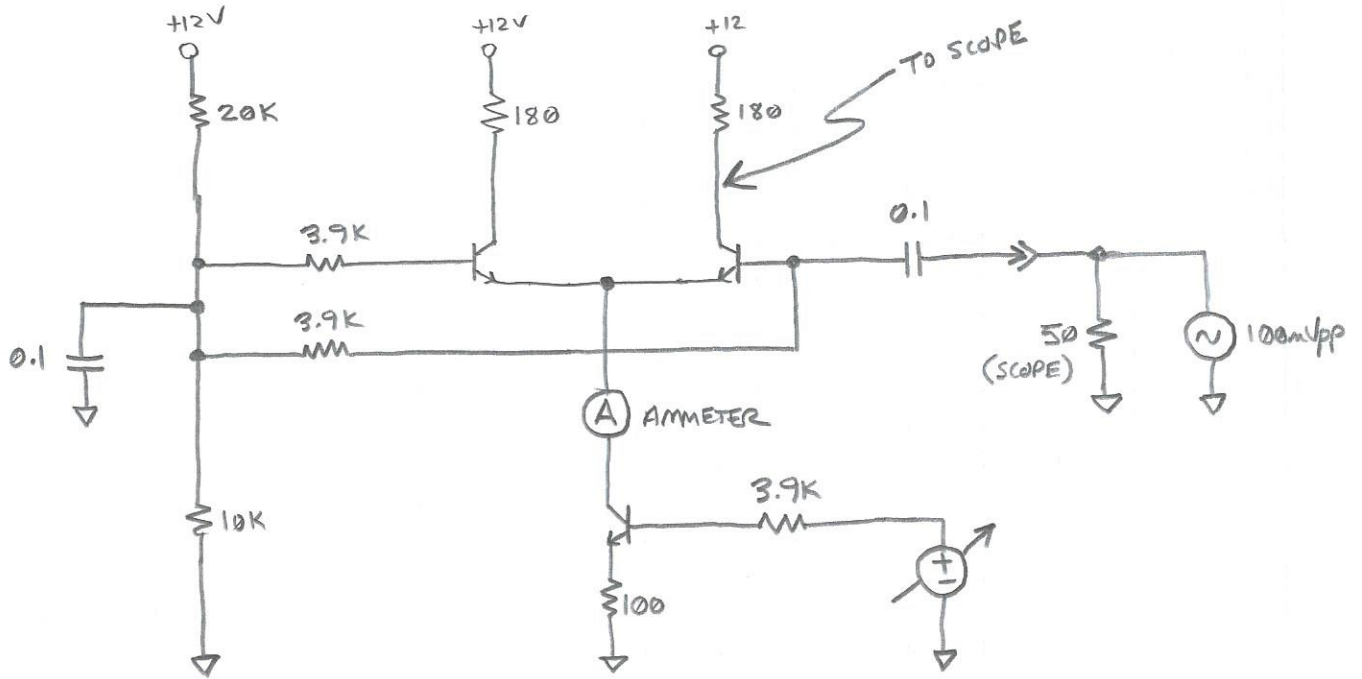 +12V
+12V
+12
TO SCOPE
20K
180
180
0.1
3.9K
3.9K
50
(SCOPE)
100mVpp
0.1
A AMMETER
3.9K
10K
+
-
100